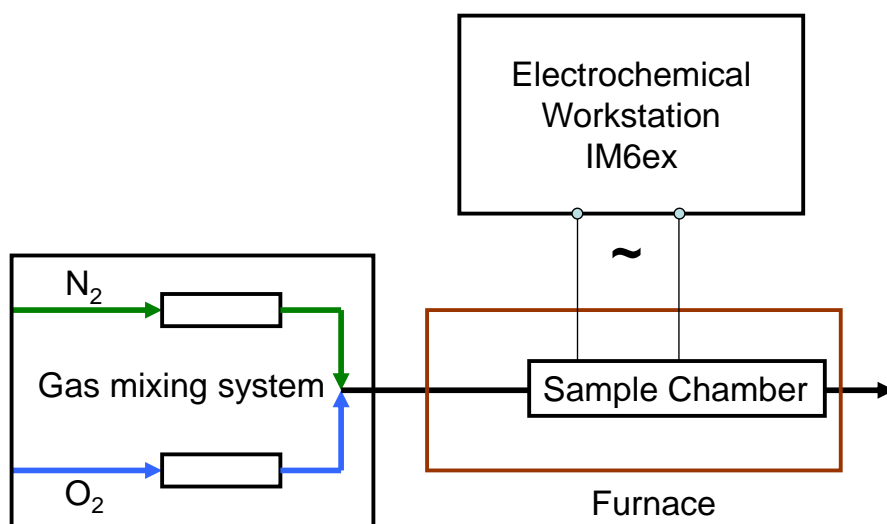 Electrochemical
Workstation
IM6ex
~
N₂
Gas mixing system
Sample Chamber
O₂
Furnace